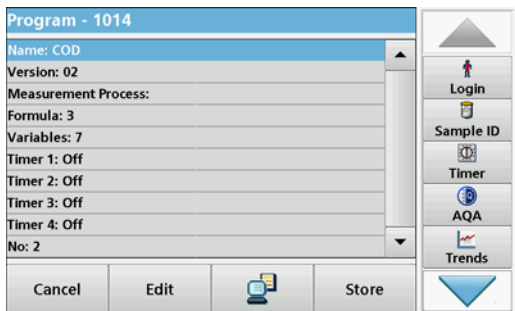 Program - 1014
Name: COD
Version: 02
Measurement Process:
Formula: 3
Variables: 7
Timer 1: Off
Timer 2: Off
Timer 3: Off
Timer 4: Off
No: 2
Cancel
Edit
Store
Login
Sample ID
Timer
AQA
Trends